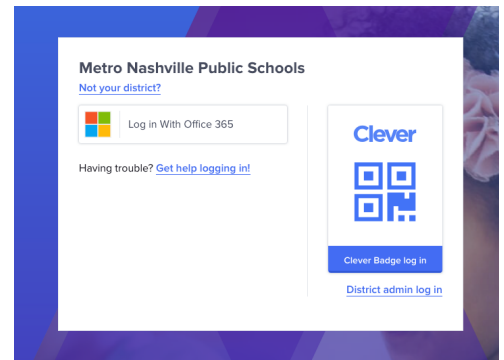 Metro Nashville Public Schools
Not your district?
Log in With Office 365
Having trouble? Get help logging in!
Clever
Clever Badge log in
District admin log in